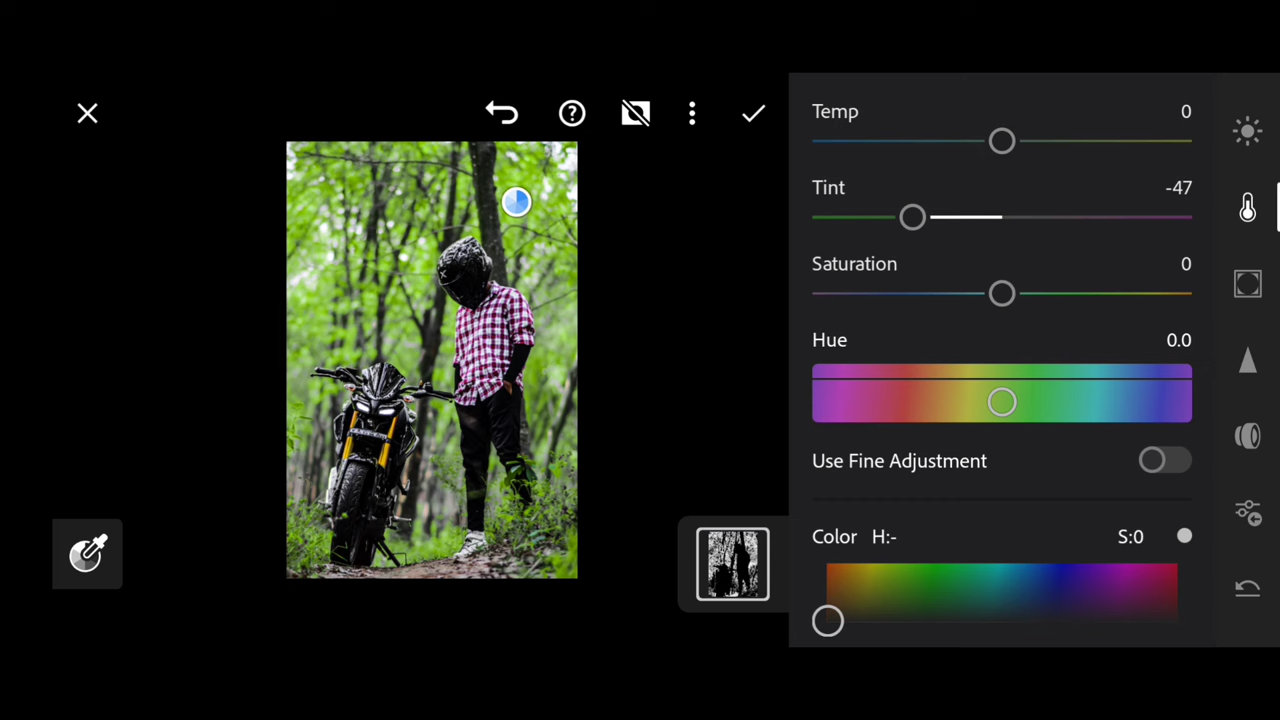 Temp 0
Tint -47
Saturation 0
Hue 0.0
Use Fine Adjustment
Color H:- S:0